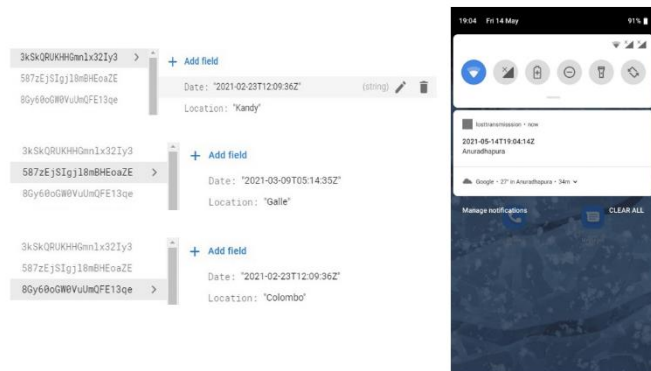 3kSkQRUKHHGmnlx32Iy3 >
587zEjSIgjl8mBHEoaZE
8Gy60oGW0VuUmQFE13qe
+ Add field
Date: "2021-02-23T12:09:36Z" (string)
Location: "Kandy"
3kSkQRUKHHGmnlx32Iy3
587zEjSIgjl8mBHEoaZE >
8Gy60oGW0VuUmQFE13qe
+ Add field
Date: "2021-03-09T05:14:35Z"
Location: "Galle"
3kSkQRUKHHGmnlx32Iy3
587zEjSIgjl8mBHEoaZE
8Gy60oGW0VuUmQFE13qe >
+ Add field
Date: "2021-02-23T12:09:36Z"
Location: "Colombo"
19:04 Fri 14 May 91%
losttransmission • now
2021-05-14T19:04:14Z
Anuradhapura
Google • 27° in Anuradhapura • 34m
Manage notifications CLEAR ALL